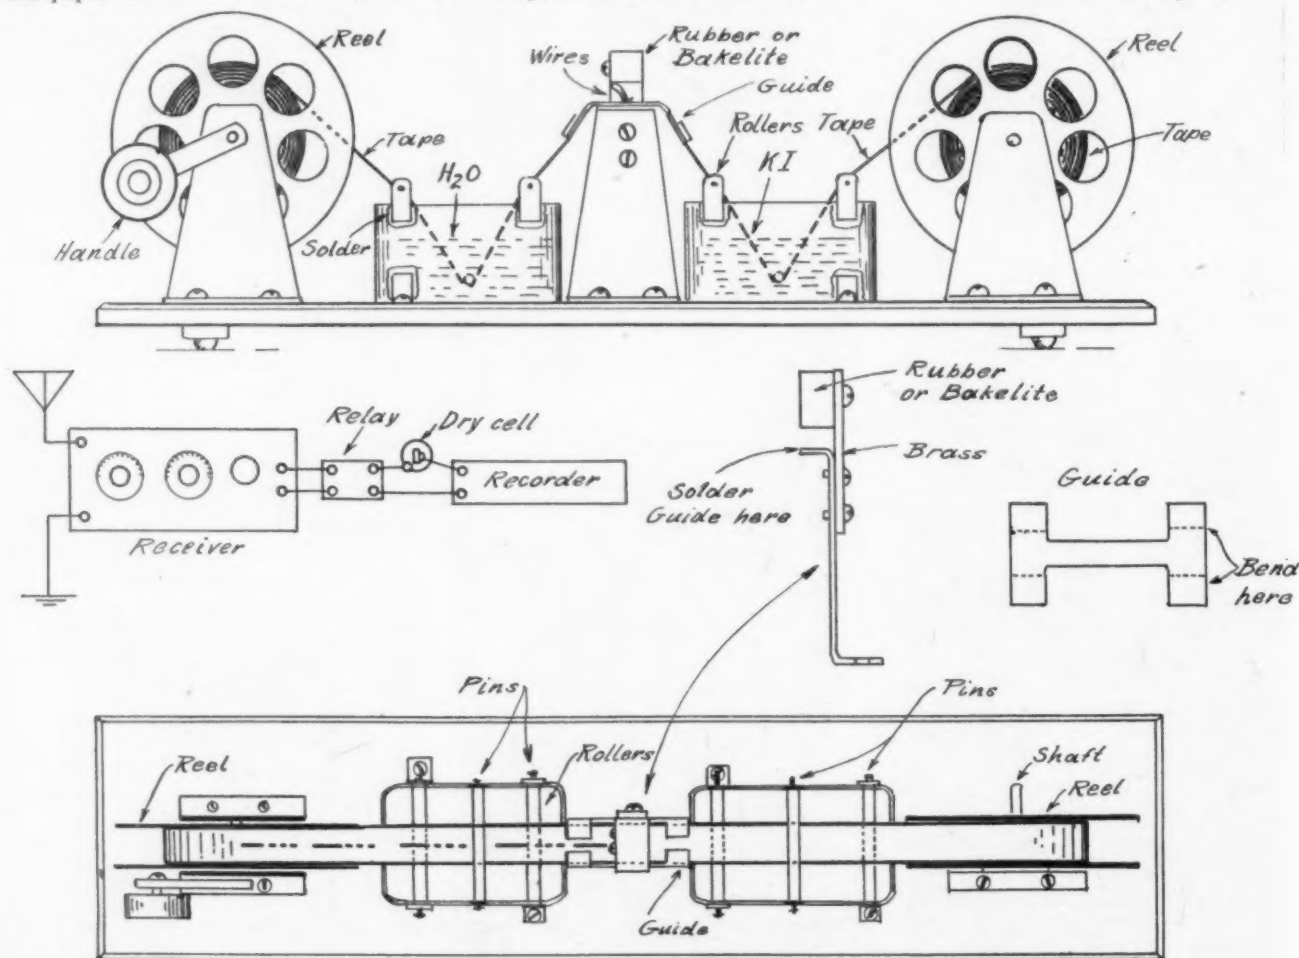 Reel
Wires
Rubber or
Bakelite
Guide
Reel
Tape
H₂O
Rollers
Tape
KI
Tape
Handle
Solder
Relay
Dry cell
Recorder
Receiver
Rubber
or Bakelite
Brass
Solder
Guide here
Guide
Bend
here
Pins
Pins
Reel
Rollers
Shaft
Reel
Guide